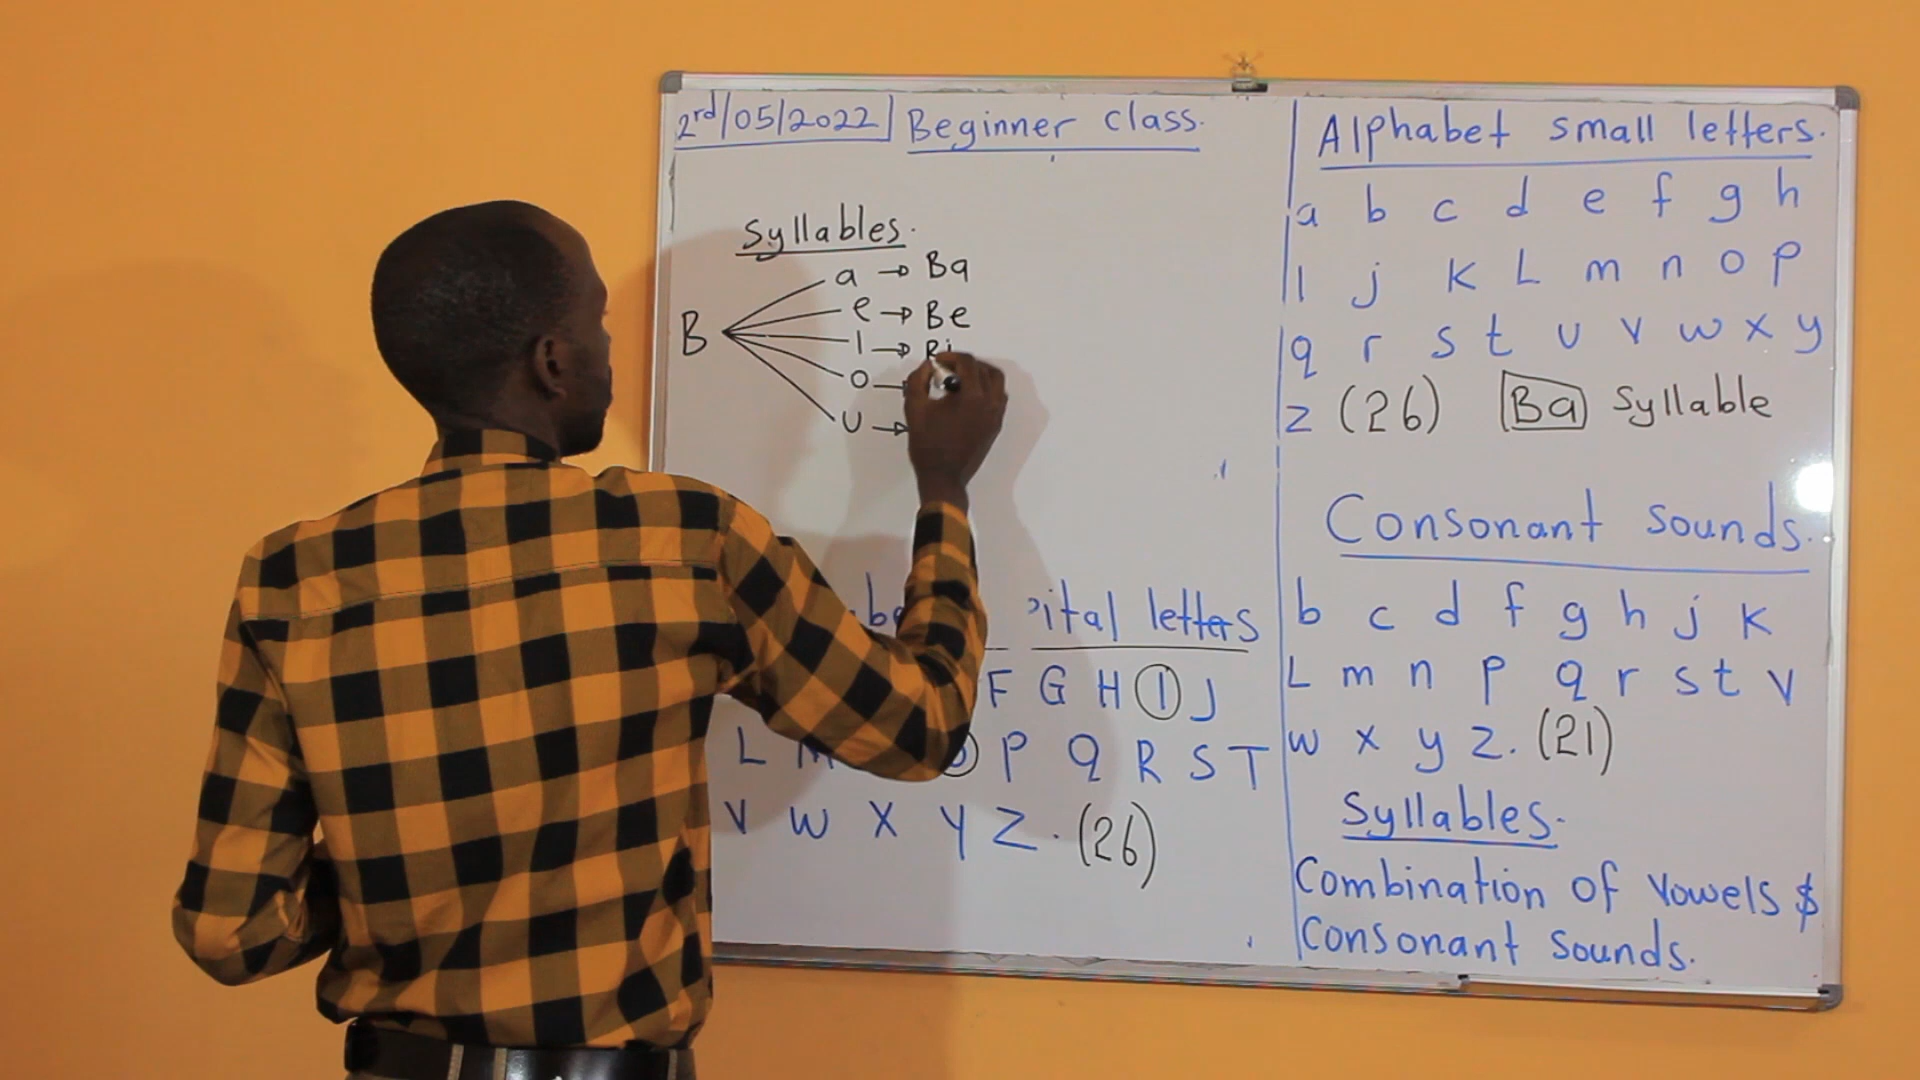 2rd/05/2022 Beginner class.
Syllables.
B
a → Ba
e → Be
I → Bi
o →
U →
pital letters
F G H I J
L M O P Q R S T
V W X Y Z. (26)
Alphabet small letters.
a b c d e f g h
I j k L m n o p
q r s t u v w x y
z (26) Ba Syllable
Consonant sounds.
b c d f g h j k
L m n p q r s t v
w x y z. (21)
Syllables.
Combination of vowels $
Consonant sounds.